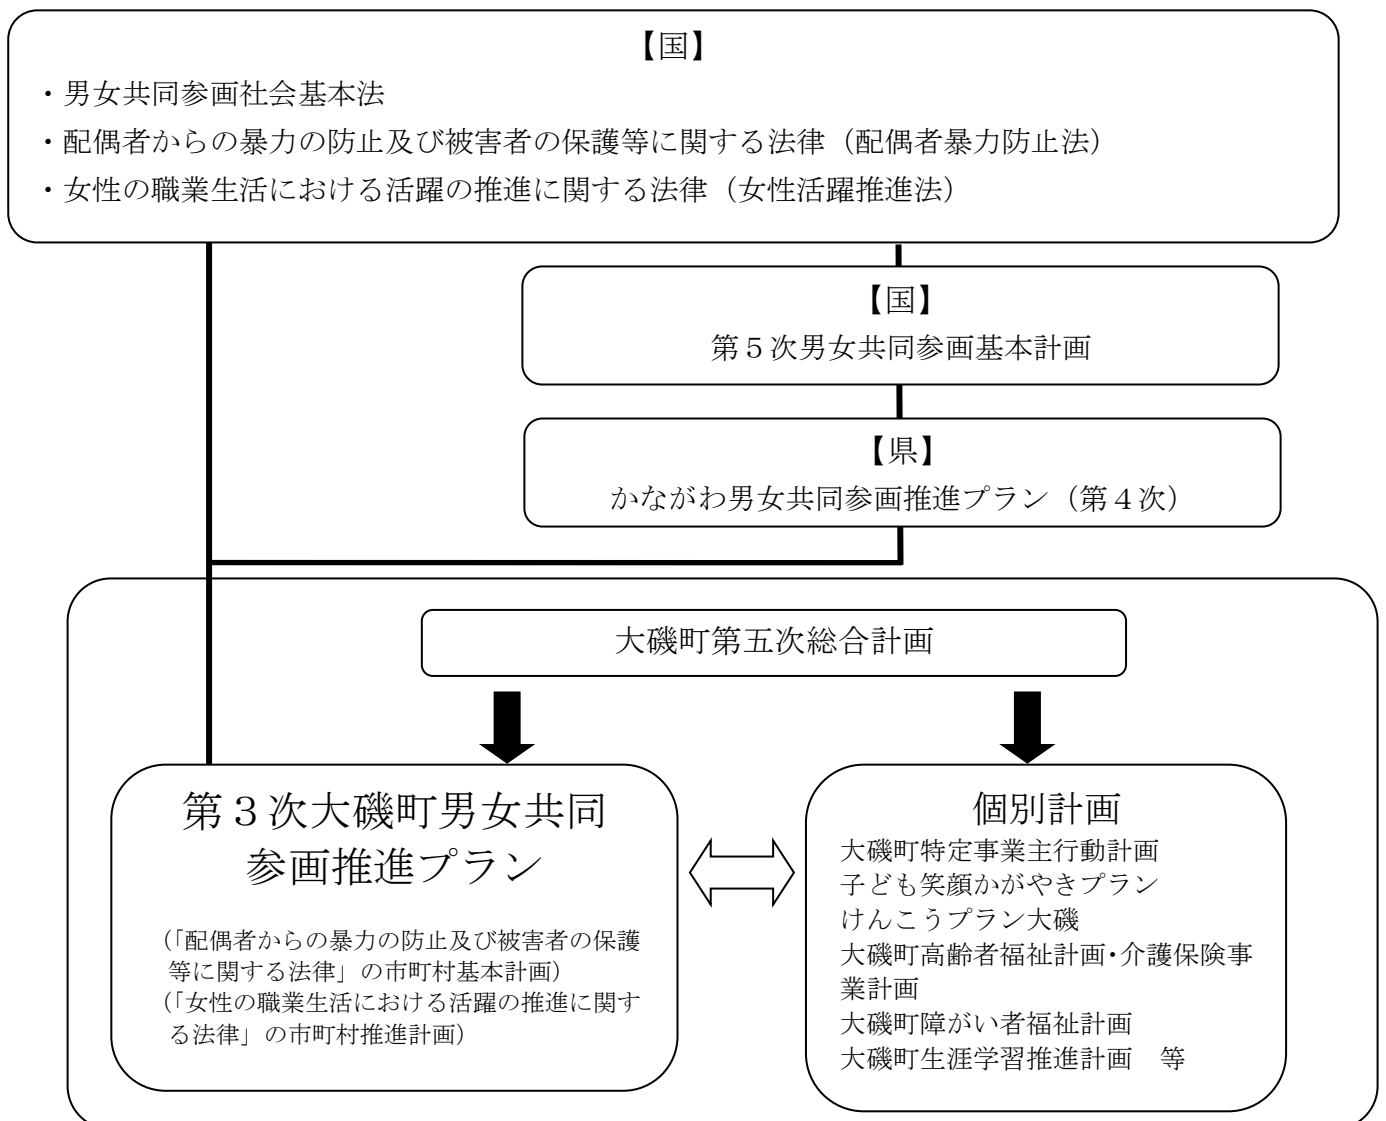 【国】
・男女共同参画社会基本法
・配偶者からの暴力の防止及び被害者の保護等に関する法律（配偶者暴力防止法）
・女性の職業生活における活躍の推進に関する法律（女性活躍推進法）
【国】
第５次男女共同参画基本計画
【県】
かながわ男女共同参画推進プラン（第４次）
大磯町第五次総合計画
第３次大磯町男女共同
参画推進プラン
（「配偶者からの暴力の防止及び被害者の保護
等に関する法律」の市町村基本計画）
（「女性の職業生活における活躍の推進に関す
る法律」の市町村推進計画）
個別計画
大磯町特定事業主行動計画
子ども笑顔かがやきプラン
けんこうプラン大磯
大磯町高齢者福祉計画・介護保険事
業計画
大磯町障がい者福祉計画
大磯町生涯学習推進計画　等